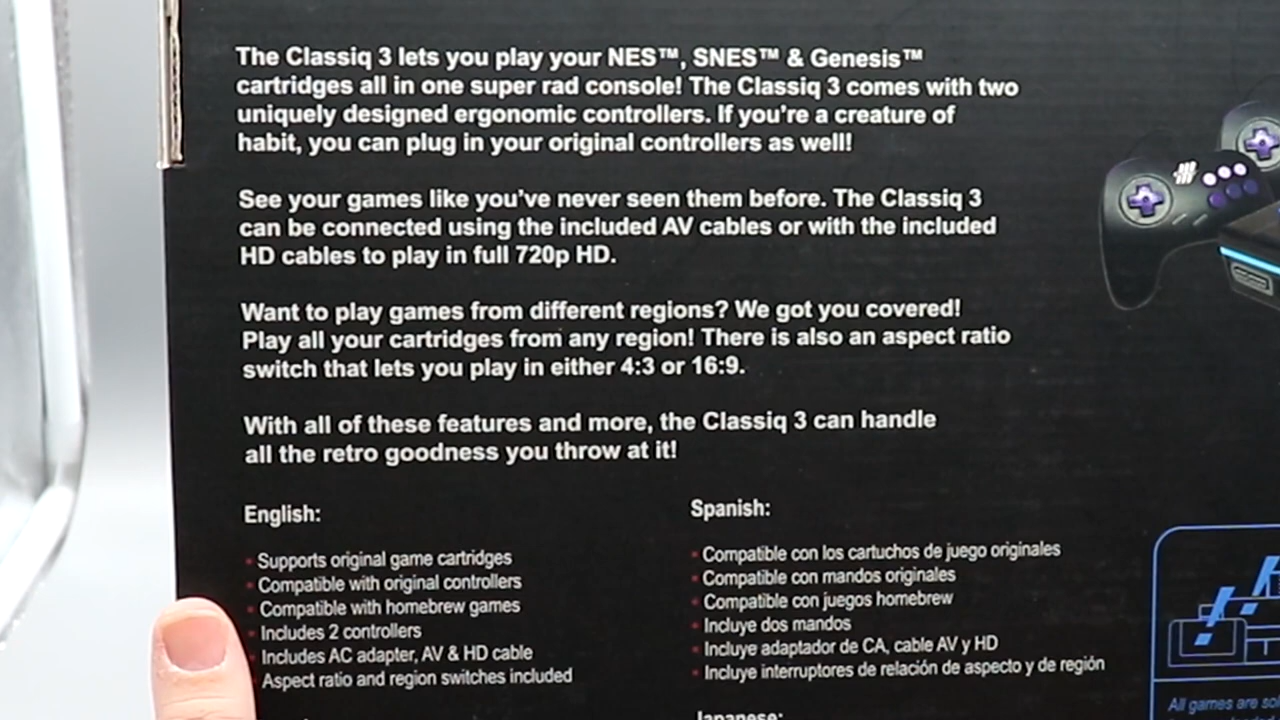 The Classiq 3 lets you play your NES™, SNES™ & Genesis™
cartridges all in one super rad console! The Classiq 3 comes with two
uniquely designed ergonomic controllers. If you're a creature of
habit, you can plug in your original controllers as well!
See your games like you've never seen them before. The Classiq 3
can be connected using the included AV cables or with the included
HD cables to play in full 720p HD.
Want to play games from different regions? We got you covered!
Play all your cartridges from any region! There is also an aspect ratio
switch that lets you play in either 4:3 or 16:9.
With all of these features and more, the Classiq 3 can handle
all the retro goodness you throw at it!
English:
Supports original game cartridges
Compatible with original controllers
Compatible with homebrew games
Includes 2 controllers
Includes AC adapter, AV & HD cable
Aspect ratio and region switches included
Spanish:
Compatible con los cartuchos de juego originales
Compatible con mandos originales
Compatible con juegos homebrew
Incluye dos mandos
Incluye adaptador de CA, cable AV y HD
Incluye interruptores de relación de aspecto y de región
Japanese:
All games are